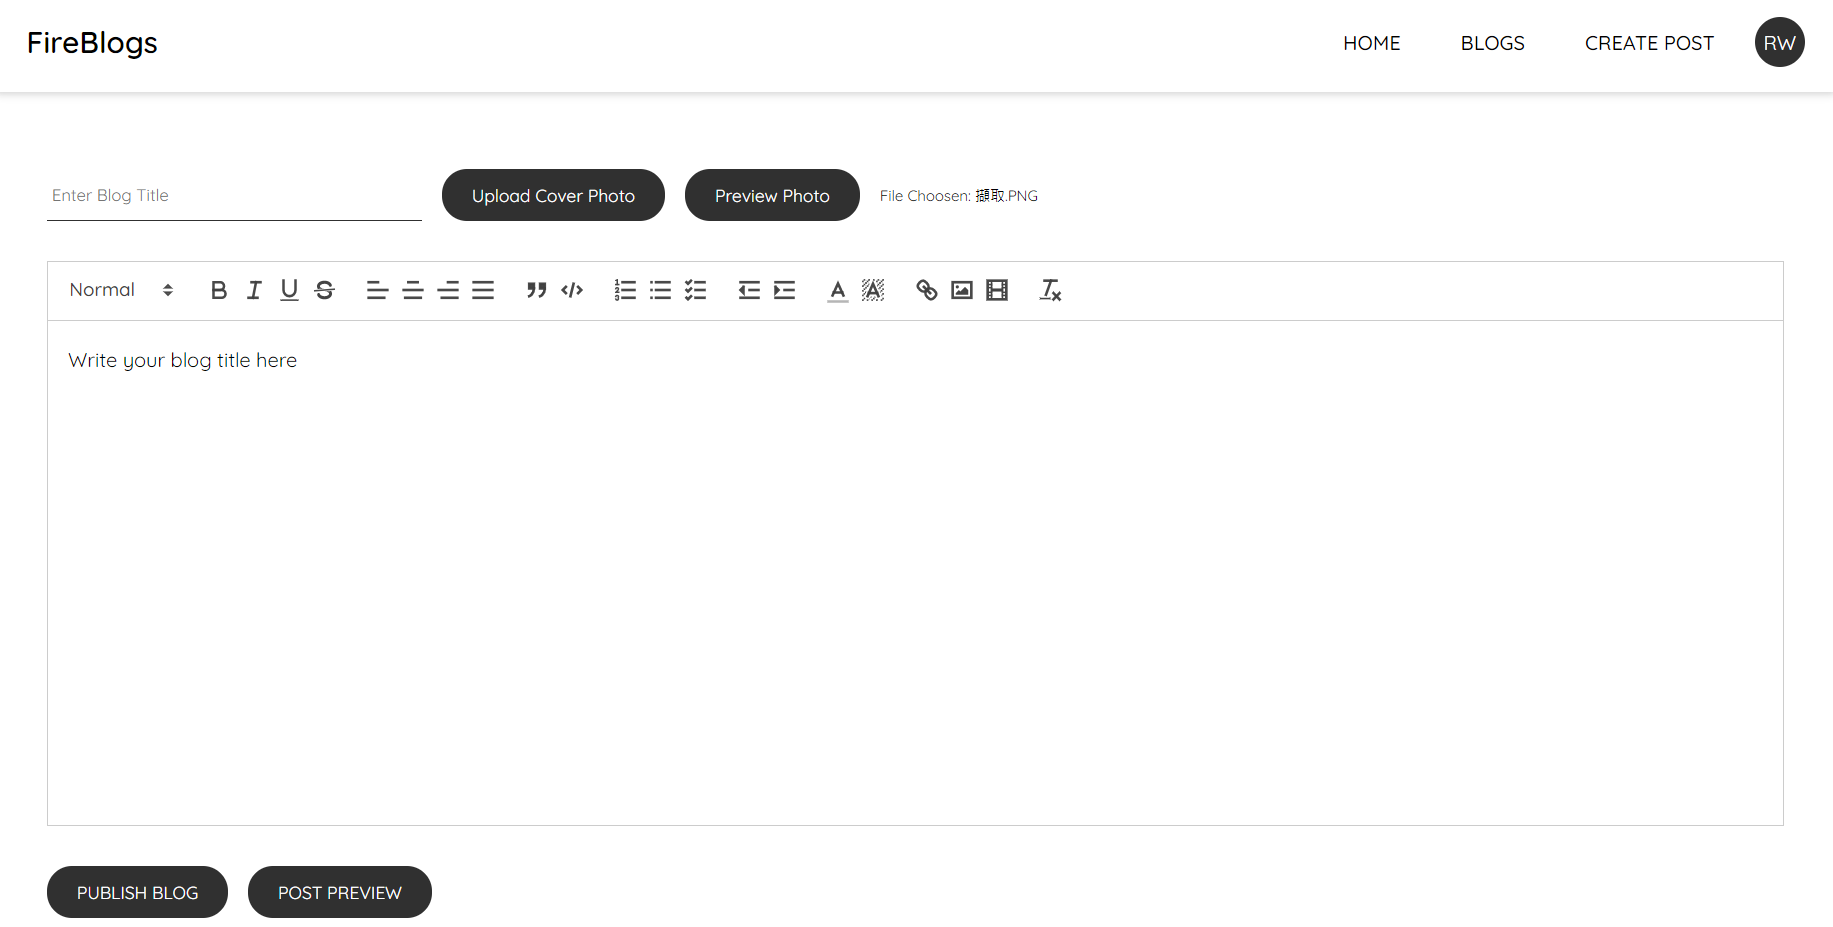 FireBlogs
HOME BLOGS CREATE POST RW
Enter Blog Title Upload Cover Photo Preview Photo File Choosen: 擷取.PNG
Normal
Write your blog title here
PUBLISH BLOG POST PREVIEW